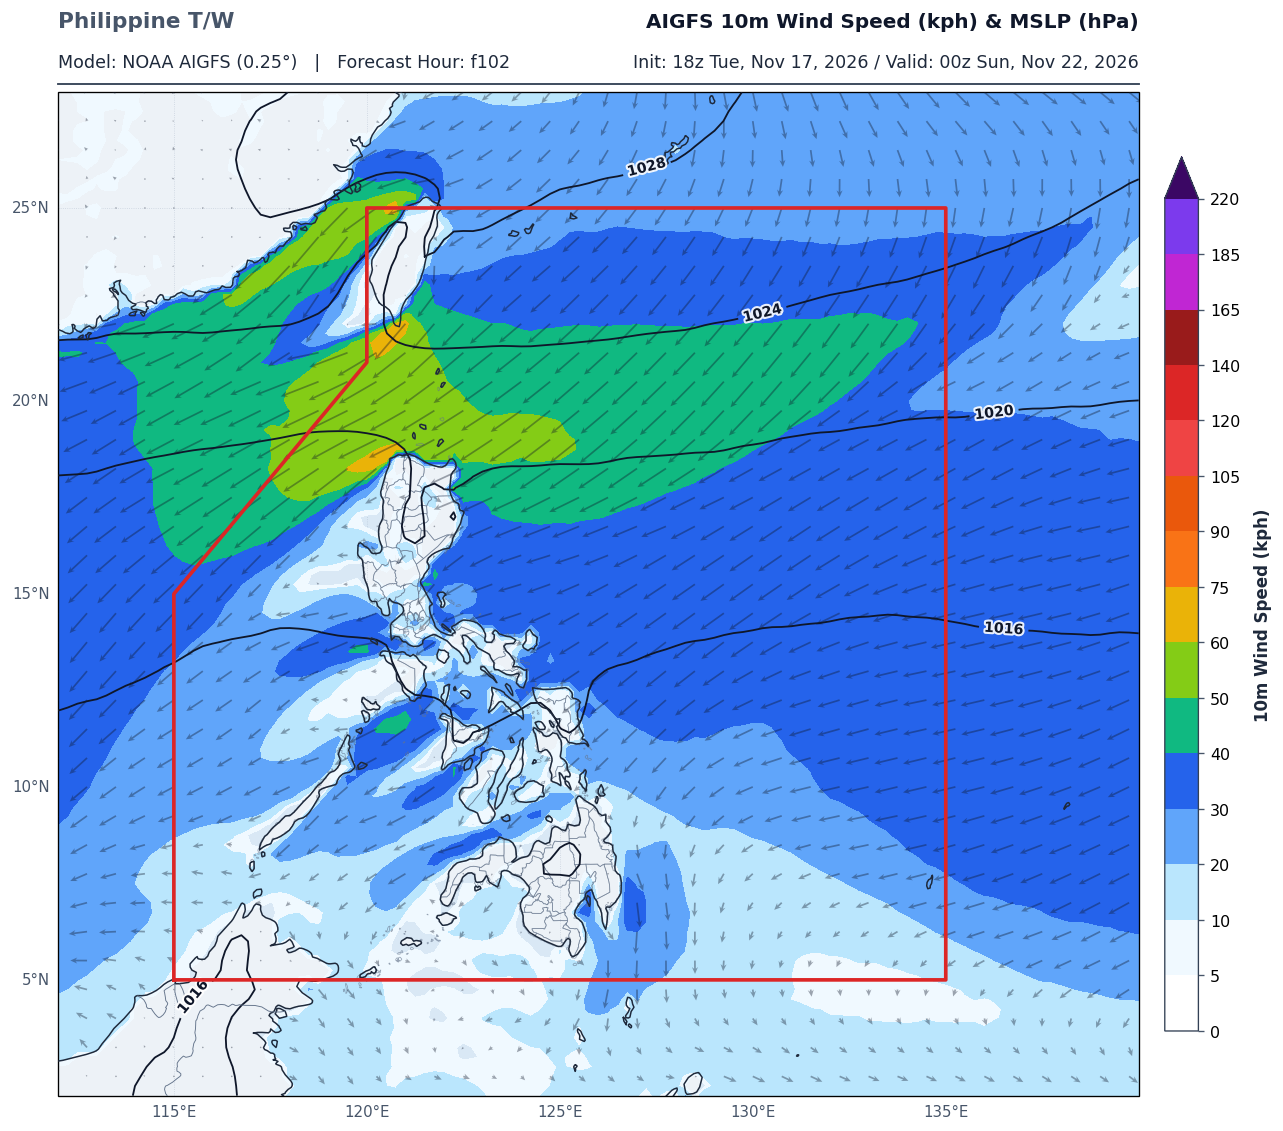 Philippine T/W
AIGFS 10m Wind Speed (kph) & MSLP (hPa)
Model: NOAA AIGFS (0.25°) | Forecast Hour: f102
Init: 18z Tue, Nov 17, 2026 / Valid: 00z Sun, Nov 22, 2026
1028
1024
1020
1016
1016
25°N
20°N
15°N
10°N
5°N
115°E
120°E
125°E
130°E
135°E
220
185
165
140
120
105
90
75
60
50
40
30
20
10
5
0
10m Wind Speed (kph)